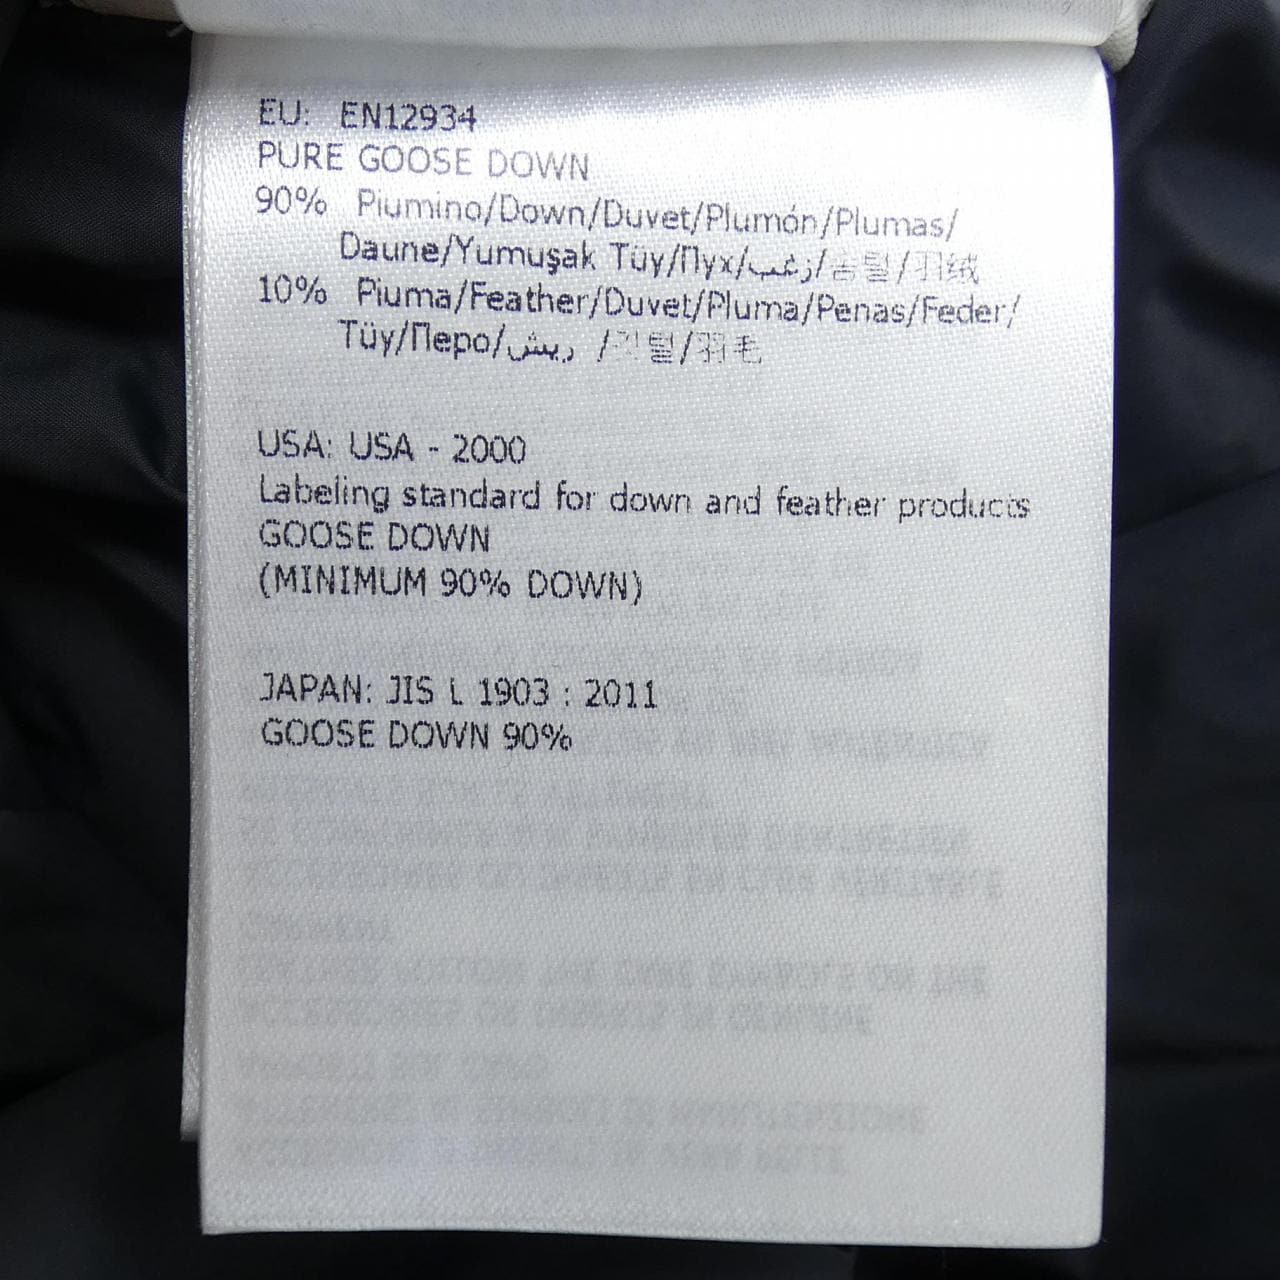 EU: EN12934
PURE GOOSE DOWN
90% Piumino/Down/Duvet/Plumón/Plumas/
Daune/Yumuşak Tüy/Пух/زغب/솜털/羽绒
10% Piuma/Feather/Duvet/Pluma/Penas/Feder/
Tüy/Перо/ريش /깃털/羽毛
USA: USA - 2000
Labeling standard for down and feather products
GOOSE DOWN
(MINIMUM 90% DOWN)
JAPAN: JIS L 1903 : 2011
GOOSE DOWN 90%